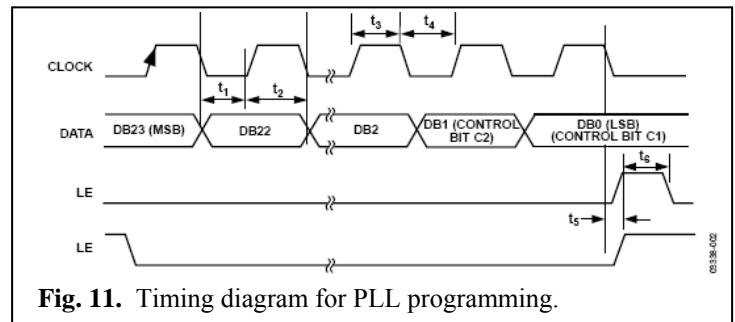 t3
t4
CLOCK
t1
t2
DATA
DB23 (MSB)
DB22
DB2
DB1 (CONTROL
BIT C2)
DB0 (LSB)
(CONTROL BIT C1)
t6
LE
t5
LE
03338-002
Fig. 11. Timing diagram for PLL programming.